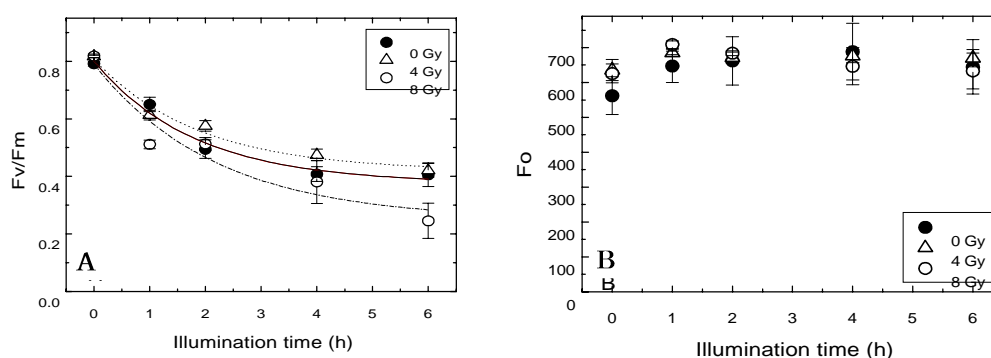 A
0 Gy
4 Gy
8 Gy
0.8
0.6
0.4
0.2
0.0
Fv/Fm
0 1 2 3 4 5 6
Illumination time (h)
700
600
500
400
300
200
100
0
Fo
0 Gy
4 Gy
8 Gy
B
B
0 1 2 3 4 5 6
Illumination time (h)